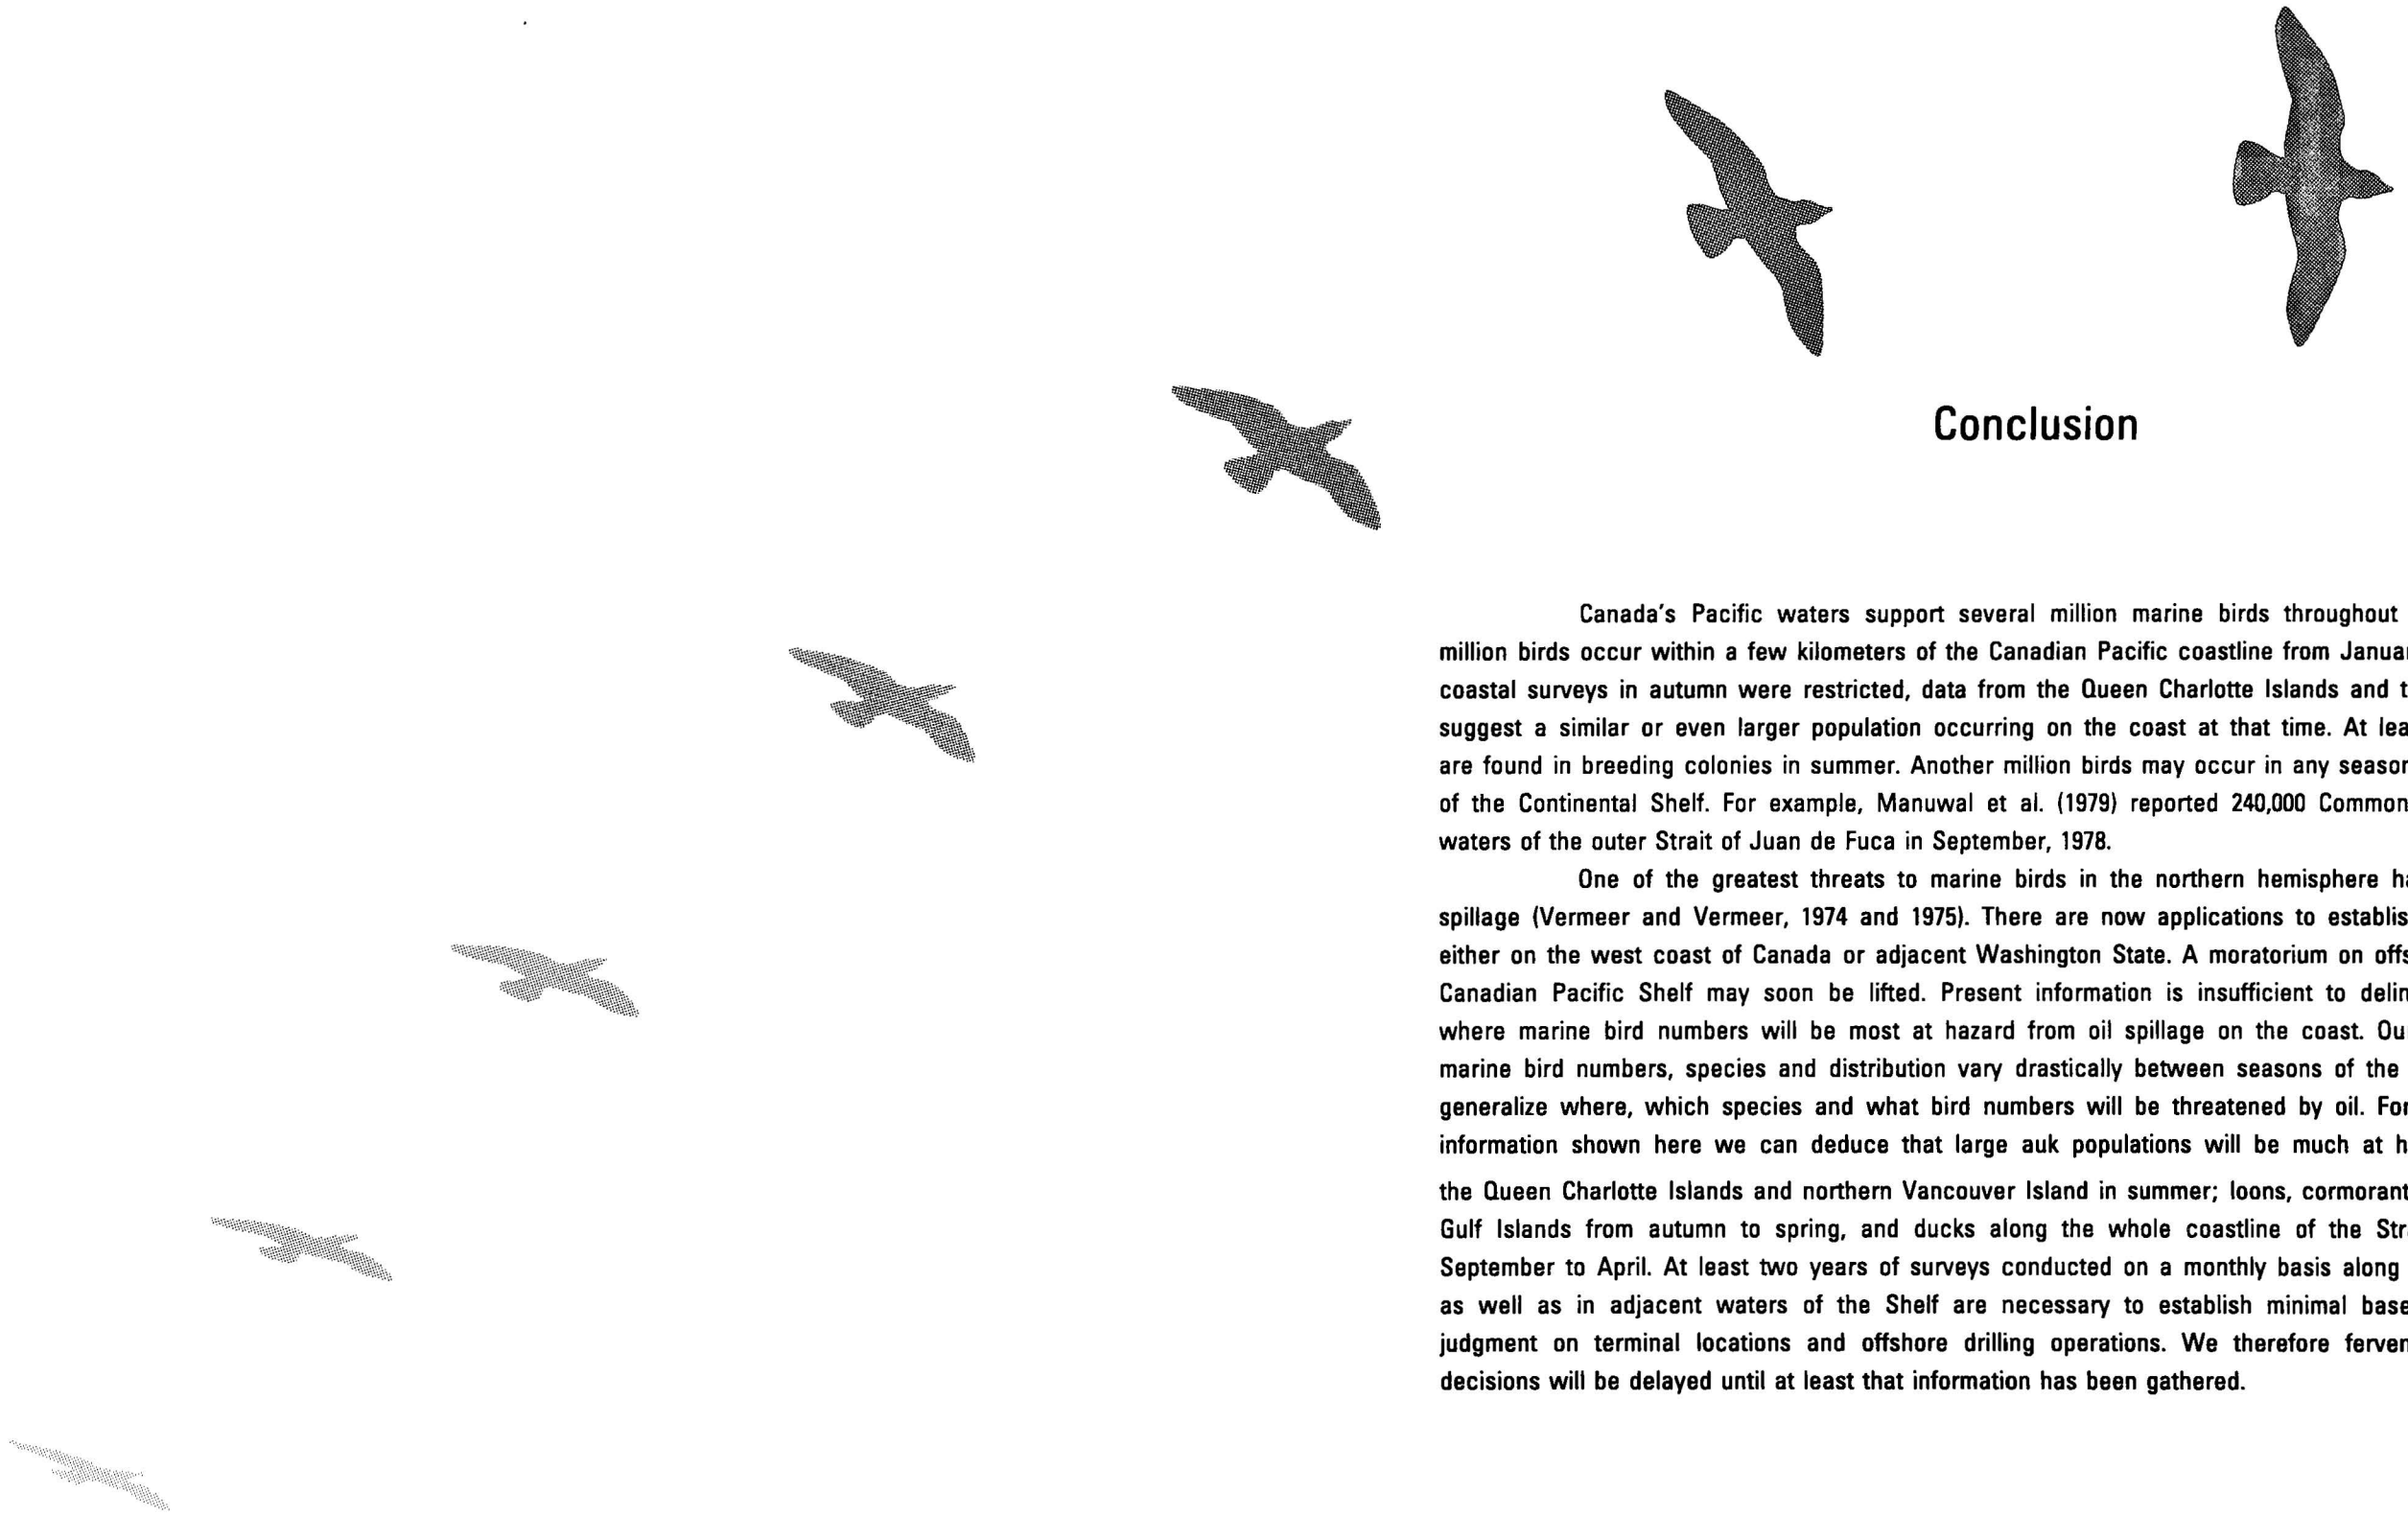 Conclusion
Canada's Pacific waters support several million marine birds throughout
million birds occur within a few kilometers of the Canadian Pacific coastline from
coastal surveys in autumn were restricted, data from the Queen Charlotte Islands and
suggest a similar or even larger population occurring on the coast at that time. At
are found in breeding colonies in summer. Another million birds may occur in any
of the Continental Shelf. For example, Manuwal et al. (1979) reported 240,000 Common
waters of the outer Strait of Juan de Fuca in September, 1978.
One of the greatest threats to marine birds in the northern hemisphere
spillage (Vermeer and Vermeer, 1974 and 1975). There are now applications to
either on the west coast of Canada or adjacent Washington State. A moratorium on
Canadian Pacific Shelf may soon be lifted. Present information is insufficient to
where marine bird numbers will be most at hazard from oil spillage on the coast.
marine bird numbers, species and distribution vary drastically between seasons of the
generalize where, which species and what bird numbers will be threatened by oil. For
information shown here we can deduce that large auk populations will be much at
the Queen Charlotte Islands and northern Vancouver Island in summer; loons,
Gulf Islands from autumn to spring, and ducks along the whole coastline of the
September to April. At least two years of surveys conducted on a monthly basis along
as well as in adjacent waters of the Shelf are necessary to establish minimal
judgment on terminal locations and offshore drilling operations. We therefore
decisions will be delayed until at least that information has been gathered.